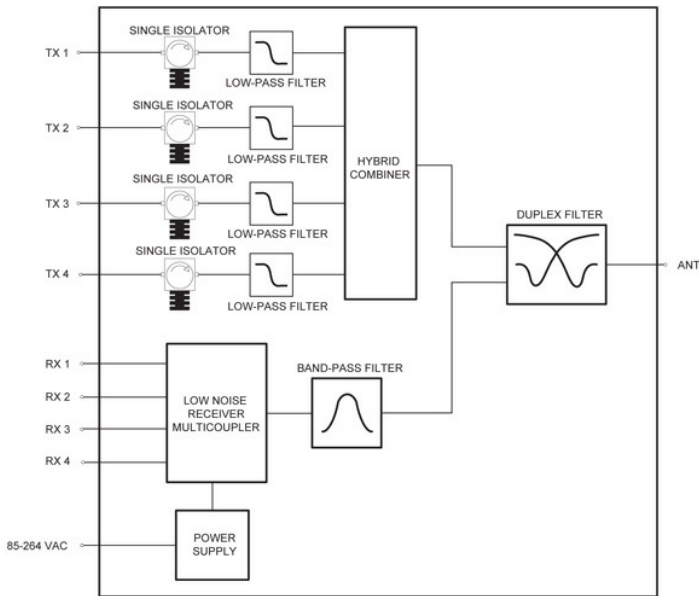 SINGLE ISOLATOR
TX 1
LOW-PASS FILTER
SINGLE ISOLATOR
TX 2
LOW-PASS FILTER
HYBRID
COMBINER
SINGLE ISOLATOR
TX 3
LOW-PASS FILTER
DUPLEX FILTER
SINGLE ISOLATOR
TX 4
LOW-PASS FILTER
ANT
RX 1
RX 2
RX 3
RX 4
LOW NOISE
RECEIVER
MULTICOUPLER
BAND-PASS FILTER
85-264 VAC
POWER
SUPPLY